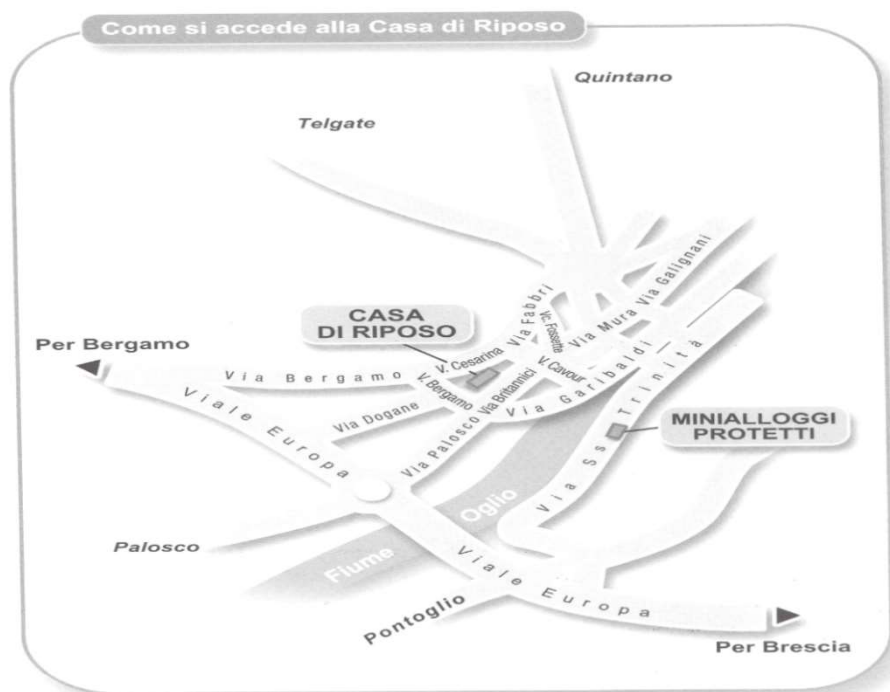 Come si accede alla Casa di Riposo
Quintano
Telgate
CASA
DI RIPOSO
Per Bergamo
Via Fabbri
Vc. Fossette
Via Mura
Via Galignani
V. Cesarina
V. Cavour
Via Bergamo
V. Bergamo
Via Britannici
Via Garibaldi
Via Dogane
Viale Europa
Via Palosco
Via Ss Trinità
MINIALLOGGI
PROTETTI
Palosco
Fiume Oglio
Viale Europa
Pontoglio
Per Brescia